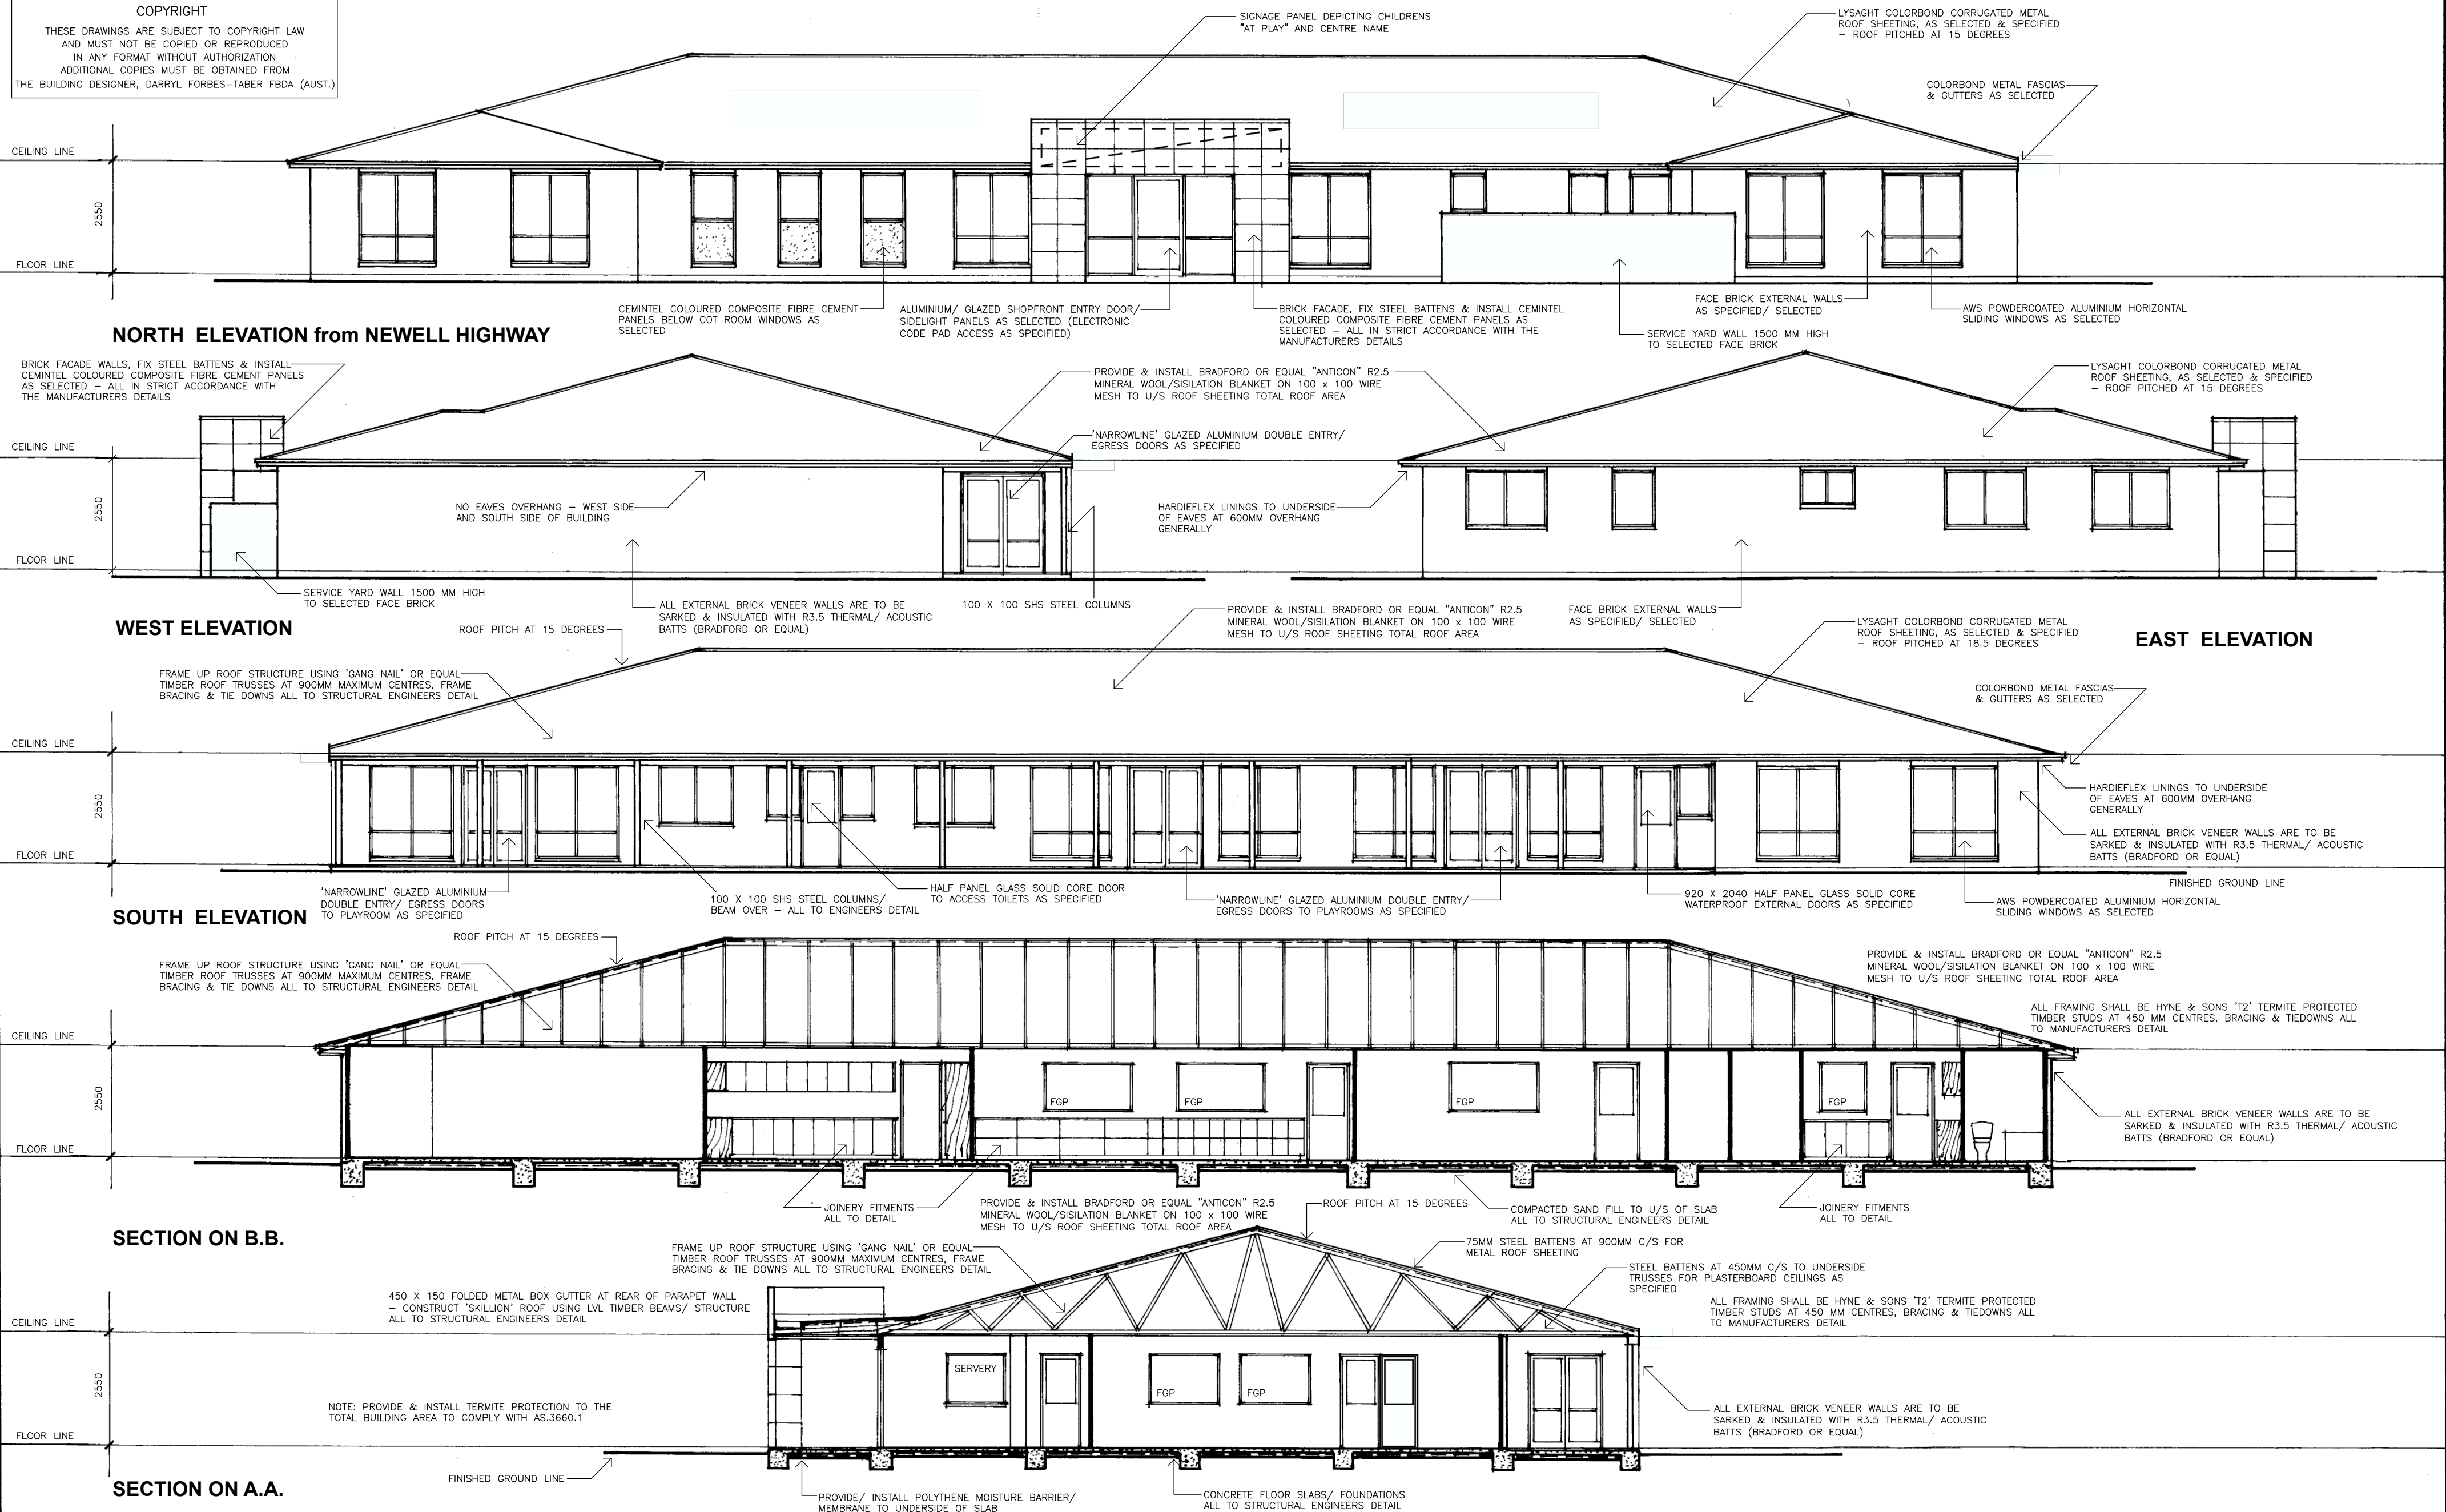 COPYRIGHT
THESE DRAWINGS ARE SUBJECT TO COPYRIGHT LAW
AND MUST NOT BE COPIED OR REPRODUCED
IN ANY FORMAT WITHOUT AUTHORIZATION
ADDITIONAL COPIES MUST BE OBTAINED FROM
THE BUILDING DESIGNER, DARRYL FORBES-TABER FBDA (AUST.)
SIGNAGE PANEL DEPICTING CHILDRENS
"AT PLAY" AND CENTRE NAME
LYSAGHT COLORBOND CORRUGATED METAL
ROOF SHEETING, AS SELECTED & SPECIFIED
- ROOF PITCHED AT 15 DEGREES
COLORBOND METAL FASCIAS
& GUTTERS AS SELECTED
CEILING LINE
2550
FLOOR LINE
CEMINTEL COLOURED COMPOSITE FIBRE CEMENT
PANELS BELOW COT ROOM WINDOWS AS
SELECTED
ALUMINIUM/ GLAZED SHOPFRONT ENTRY DOOR/
SIDELIGHT PANELS AS SELECTED (ELECTRONIC
CODE PAD ACCESS AS SPECIFIED)
BRICK FACADE, FIX STEEL BATTENS & INSTALL CEMINTEL
COLOURED COMPOSITE FIBRE CEMENT PANELS AS
SELECTED - ALL IN STRICT ACCORDANCE WITH THE
MANUFACTURERS DETAILS
FACE BRICK EXTERNAL WALLS
AS SPECIFIED/ SELECTED
SERVICE YARD WALL 1500 MM HIGH
TO SELECTED FACE BRICK
AWS POWDERCOATED ALUMINIUM HORIZONTAL
SLIDING WINDOWS AS SELECTED
NORTH ELEVATION from NEWELL HIGHWAY
BRICK FACADE WALLS, FIX STEEL BATTENS & INSTALL
CEMINTEL COLOURED COMPOSITE FIBRE CEMENT PANELS
AS SELECTED - ALL IN STRICT ACCORDANCE WITH
THE MANUFACTURERS DETAILS
PROVIDE & INSTALL BRADFORD OR EQUAL "ANTICON" R2.5
MINERAL WOOL/SISILATION BLANKET ON 100 x 100 WIRE
MESH TO U/S ROOF SHEETING TOTAL ROOF AREA
LYSAGHT COLORBOND CORRUGATED METAL
ROOF SHEETING, AS SELECTED & SPECIFIED
- ROOF PITCHED AT 15 DEGREES
'NARROWLINE' GLAZED ALUMINIUM DOUBLE ENTRY/
EGRESS DOORS AS SPECIFIED
CEILING LINE
2550
FLOOR LINE
NO EAVES OVERHANG - WEST SIDE
AND SOUTH SIDE OF BUILDING
HARDIEFLEX LININGS TO UNDERSIDE
OF EAVES AT 600MM OVERHANG
GENERALLY
SERVICE YARD WALL 1500 MM HIGH
TO SELECTED FACE BRICK
ALL EXTERNAL BRICK VENEER WALLS ARE TO BE
SARKED & INSULATED WITH R3.5 THERMAL/ ACOUSTIC
BATTS (BRADFORD OR EQUAL)
100 X 100 SHS STEEL COLUMNS
PROVIDE & INSTALL BRADFORD OR EQUAL "ANTICON" R2.5
MINERAL WOOL/SISILATION BLANKET ON 100 x 100 WIRE
MESH TO U/S ROOF SHEETING TOTAL ROOF AREA
FACE BRICK EXTERNAL WALLS
AS SPECIFIED/ SELECTED
LYSAGHT COLORBOND CORRUGATED METAL
ROOF SHEETING, AS SELECTED & SPECIFIED
- ROOF PITCHED AT 18.5 DEGREES
WEST ELEVATION
EAST ELEVATION
ROOF PITCH AT 15 DEGREES
FRAME UP ROOF STRUCTURE USING 'GANG NAIL' OR EQUAL
TIMBER ROOF TRUSSES AT 900MM MAXIMUM CENTRES, FRAME
BRACING & TIE DOWNS ALL TO STRUCTURAL ENGINEERS DETAIL
COLORBOND METAL FASCIAS
& GUTTERS AS SELECTED
CEILING LINE
2550
FLOOR LINE
HARDIEFLEX LININGS TO UNDERSIDE
OF EAVES AT 600MM OVERHANG
GENERALLY
ALL EXTERNAL BRICK VENEER WALLS ARE TO BE
SARKED & INSULATED WITH R3.5 THERMAL/ ACOUSTIC
BATTS (BRADFORD OR EQUAL)
FINISHED GROUND LINE
'NARROWLINE' GLAZED ALUMINIUM
DOUBLE ENTRY/ EGRESS DOORS
TO PLAYROOM AS SPECIFIED
100 X 100 SHS STEEL COLUMNS/
BEAM OVER - ALL TO ENGINEERS DETAIL
HALF PANEL GLASS SOLID CORE DOOR
TO ACCESS TOILETS AS SPECIFIED
'NARROWLINE' GLAZED ALUMINIUM DOUBLE ENTRY/
EGRESS DOORS TO PLAYROOMS AS SPECIFIED
920 X 2040 HALF PANEL GLASS SOLID CORE
WATERPROOF EXTERNAL DOORS AS SPECIFIED
AWS POWDERCOATED ALUMINIUM HORIZONTAL
SLIDING WINDOWS AS SELECTED
SOUTH ELEVATION
ROOF PITCH AT 15 DEGREES
FRAME UP ROOF STRUCTURE USING 'GANG NAIL' OR EQUAL
TIMBER ROOF TRUSSES AT 900MM MAXIMUM CENTRES, FRAME
BRACING & TIE DOWNS ALL TO STRUCTURAL ENGINEERS DETAIL
PROVIDE & INSTALL BRADFORD OR EQUAL "ANTICON" R2.5
MINERAL WOOL/SISILATION BLANKET ON 100 x 100 WIRE
MESH TO U/S ROOF SHEETING TOTAL ROOF AREA
ALL FRAMING SHALL BE HYNE & SONS 'T2' TERMITE PROTECTED
TIMBER STUDS AT 450 MM CENTRES, BRACING & TIEDOWNS ALL
TO MANUFACTURERS DETAIL
CEILING LINE
2550
FLOOR LINE
FGP
FGP
FGP
FGP
ALL EXTERNAL BRICK VENEER WALLS ARE TO BE
SARKED & INSULATED WITH R3.5 THERMAL/ ACOUSTIC
BATTS (BRADFORD OR EQUAL)
JOINERY FITMENTS
ALL TO DETAIL
PROVIDE & INSTALL BRADFORD OR EQUAL "ANTICON" R2.5
MINERAL WOOL/SISILATION BLANKET ON 100 x 100 WIRE
MESH TO U/S ROOF SHEETING TOTAL ROOF AREA
ROOF PITCH AT 15 DEGREES
COMPACTED SAND FILL TO U/S OF SLAB
ALL TO STRUCTURAL ENGINEERS DETAIL
JOINERY FITMENTS
ALL TO DETAIL
SECTION ON B.B.
FRAME UP ROOF STRUCTURE USING 'GANG NAIL' OR EQUAL
TIMBER ROOF TRUSSES AT 900MM MAXIMUM CENTRES, FRAME
BRACING & TIE DOWNS ALL TO STRUCTURAL ENGINEERS DETAIL
75MM STEEL BATTENS AT 900MM C/S FOR
METAL ROOF SHEETING
STEEL BATTENS AT 450MM C/S TO UNDERSIDE
TRUSSES FOR PLASTERBOARD CEILINGS AS
SPECIFIED
450 X 150 FOLDED METAL BOX GUTTER AT REAR OF PARAPET WALL
- CONSTRUCT 'SKILLION' ROOF USING LVL TIMBER BEAMS/ STRUCTURE
ALL TO STRUCTURAL ENGINEERS DETAIL
ALL FRAMING SHALL BE HYNE & SONS 'T2' TERMITE PROTECTED
TIMBER STUDS AT 450 MM CENTRES, BRACING & TIEDOWNS ALL
TO MANUFACTURERS DETAIL
CEILING LINE
2550
FLOOR LINE
SERVERY
FGP
FGP
NOTE: PROVIDE & INSTALL TERMITE PROTECTION TO THE
TOTAL BUILDING AREA TO COMPLY WITH AS.3660.1
ALL EXTERNAL BRICK VENEER WALLS ARE TO BE
SARKED & INSULATED WITH R3.5 THERMAL/ ACOUSTIC
BATTS (BRADFORD OR EQUAL)
FINISHED GROUND LINE
PROVIDE/ INSTALL POLYTHENE MOISTURE BARRIER/
MEMBRANE TO UNDERSIDE OF SLAB
CONCRETE FLOOR SLABS/ FOUNDATIONS
ALL TO STRUCTURAL ENGINEERS DETAIL
SECTION ON A.A.